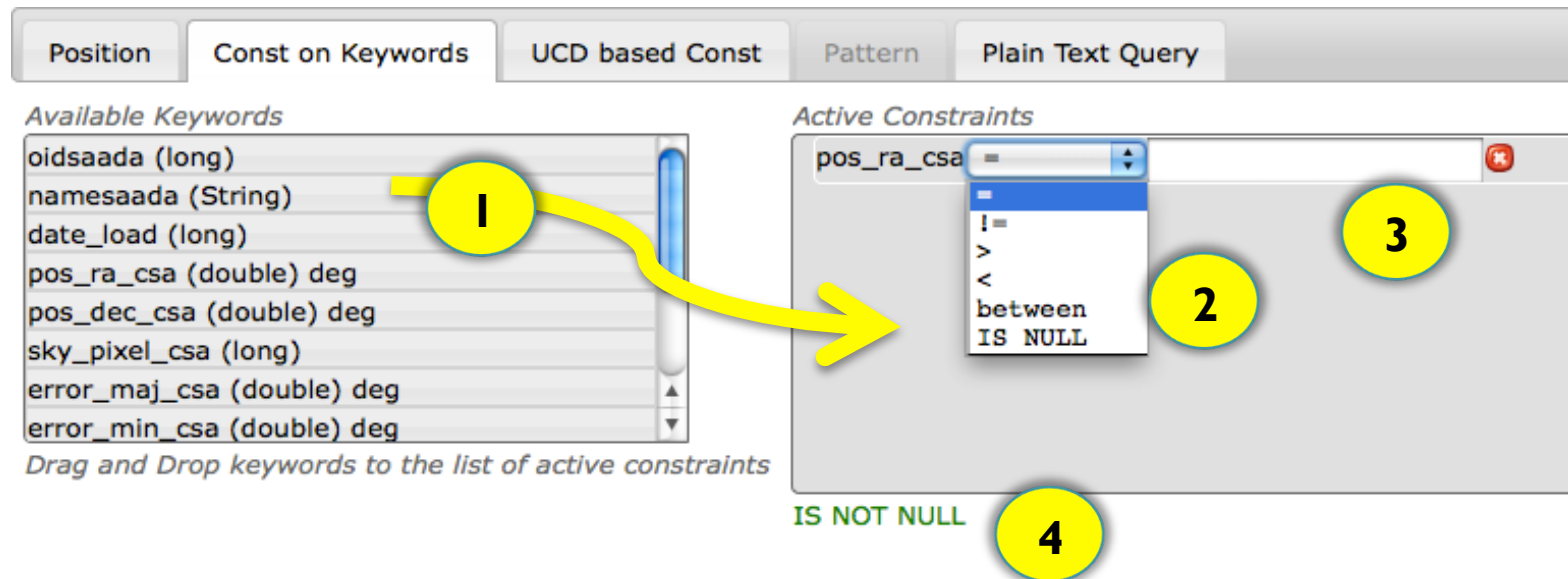 Position Const on Keywords UCD based Const Pattern Plain Text Query
Available Keywords
oidsaada (long)
namesaada (String)
date_load (long)
pos_ra_csa (double) deg
pos_dec_csa (double) deg
sky_pixel_csa (long)
error_maj_csa (double) deg
error_min_csa (double) deg
Drag and Drop keywords to the list of active constraints
1
Active Constraints
pos_ra_csa =
=
!=
>
<
between
IS NULL
2
3
IS NOT NULL
4